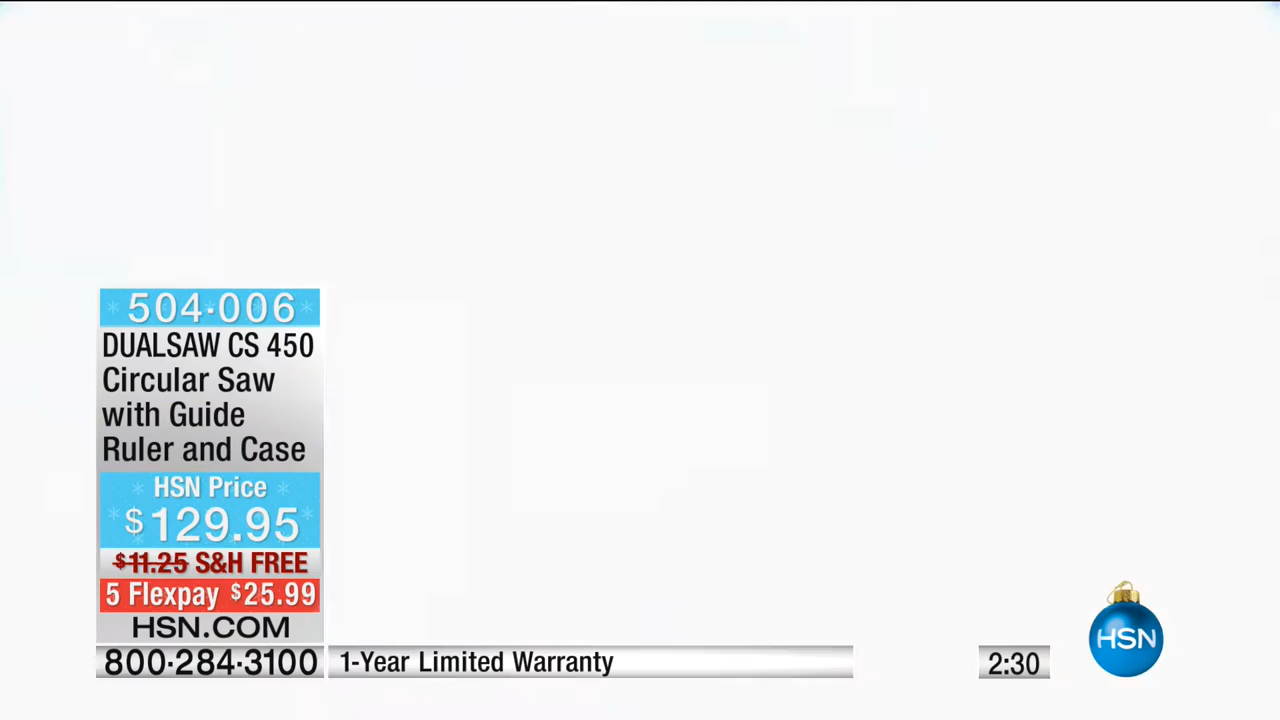 504·006
DUALSAW CS 450
Circular Saw
with Guide
Ruler and Case
HSN Price
$129.95
$11.25 S&H FREE
5 Flexpay $25.99
HSN.COM
800·284·3100
1-Year Limited Warranty
2:30
HSN